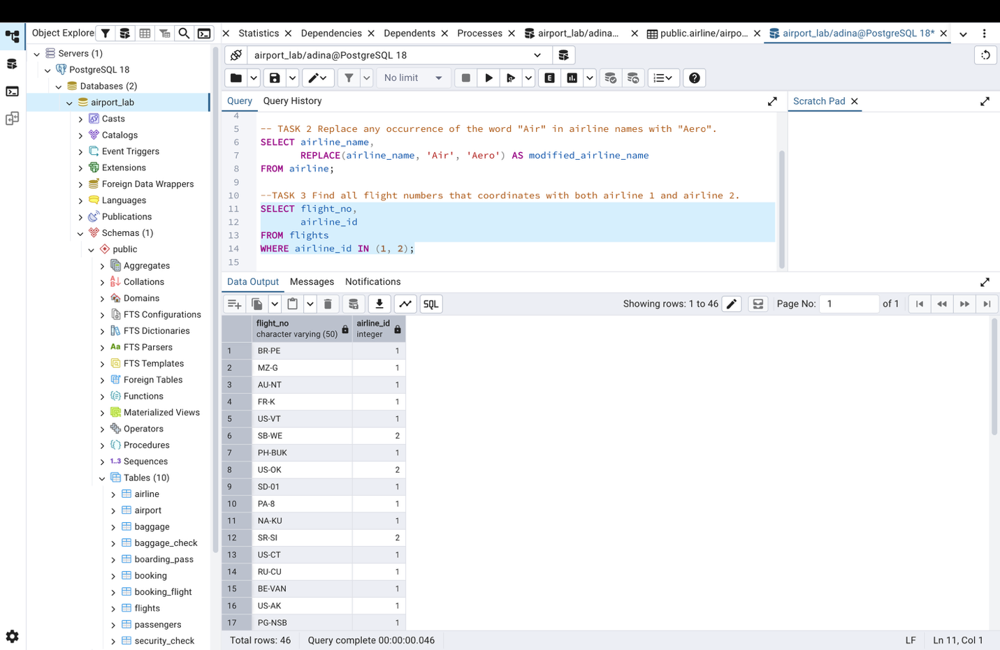 Object Explore
Statistics
Dependencies
Dependents
Processes
airport_lab/adina...
public.airline/airpo...
airport_lab/adina@PostgreSQL 18*
Servers (1)
PostgreSQL 18
Databases (2)
airport_lab
Casts
Catalogs
Event Triggers
Extensions
Foreign Data Wrappers
Languages
Publications
Schemas (1)
public
Aggregates
Collations
Domains
FTS Configurations
FTS Dictionaries
Aa FTS Parsers
FTS Templates
Foreign Tables
Functions
Materialized Views
Operators
Procedures
1..3 Sequences
Tables (10)
airline
airport
baggage
baggage_check
boarding_pass
booking
booking_flight
flights
passengers
security_check
airport_lab/adina@PostgreSQL 18
No limit
E
Query
Query History
Scratch Pad
4
5 -- TASK 2 Replace any occurrence of the word "Air" in airline names with "Aero".
6 SELECT airline_name,
7 REPLACE(airline_name, 'Air', 'Aero') AS modified_airline_name
8 FROM airline;
9
10 --TASK 3 Find all flight numbers that coordinates with both airline 1 and airline 2.
11 SELECT flight_no,
12 airline_id
13 FROM flights
14 WHERE airline_id IN (1, 2);
15
Data Output
Messages
Notifications
SQL
Showing rows: 1 to 46
Page No: 1 of 1
flight_no airline_id
character varying (50) integer
1 BR-PE 1
2 MZ-G 1
3 AU-NT 1
4 FR-K 1
5 US-VT 1
6 SB-WE 2
7 PH-BUK 1
8 US-OK 2
9 SD-01 1
10 PA-8 1
11 NA-KU 1
12 SR-SI 2
13 US-CT 1
14 RU-CU 1
15 BE-VAN 1
16 US-AK 1
17 PG-NSB 1
Total rows: 46
Query complete 00:00:00.046
LF
Ln 11, Col 1